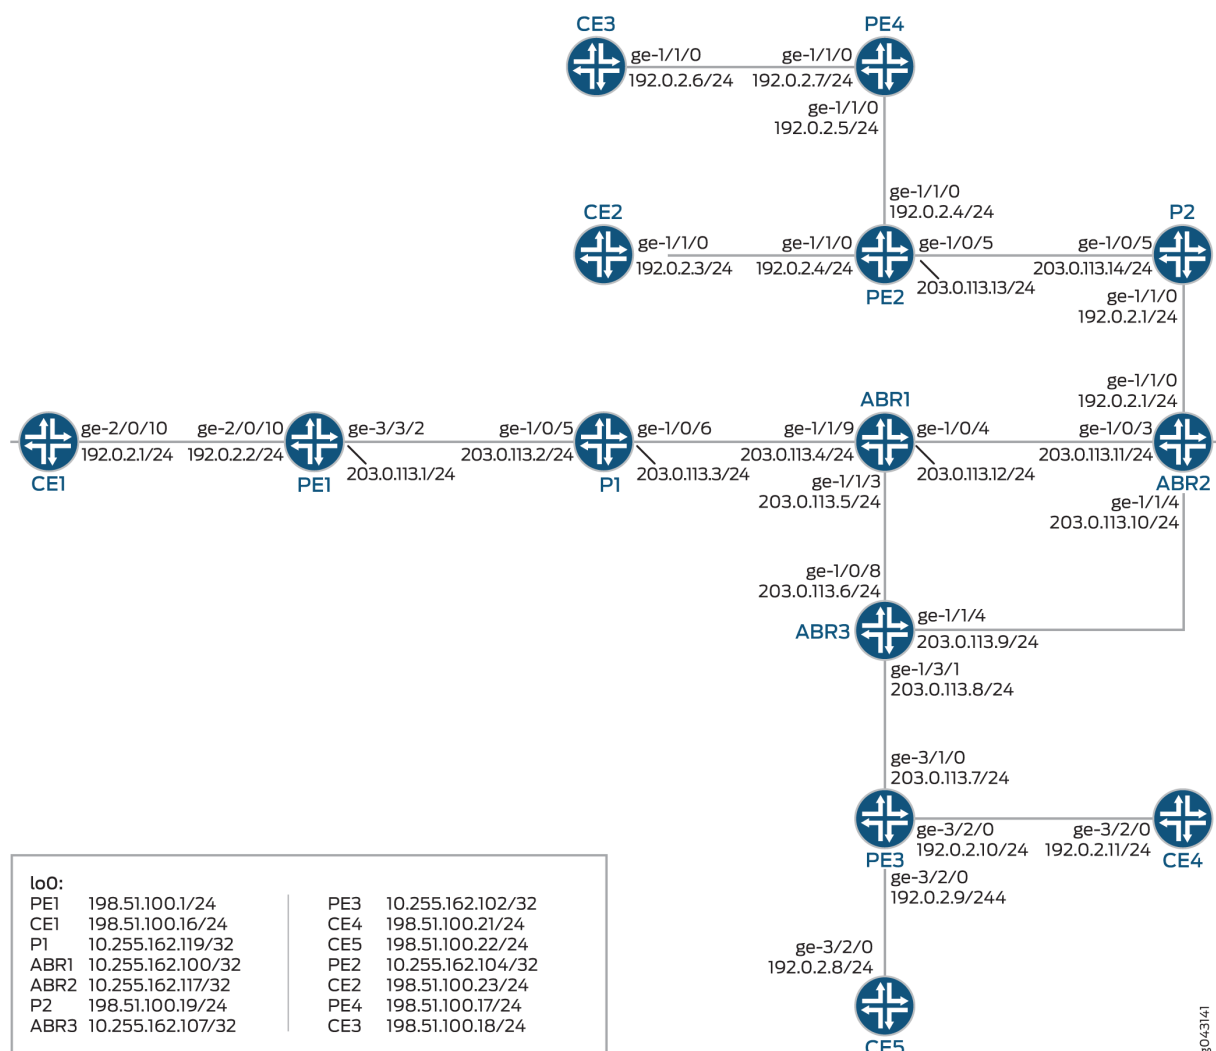 CE3
PE4
ge-1/1/0
ge-1/1/0
192.0.2.6/24
192.0.2.7/24
ge-1/1/0
192.0.2.5/24
ge-1/1/0
192.0.2.4/24
CE2
P2
ge-1/1/0
ge-1/1/0
ge-1/0/5
ge-1/0/5
192.0.2.3/24
192.0.2.4/24
203.0.113.13/24
203.0.113.14/24
PE2
ge-1/1/0
192.0.2.1/24
ge-1/1/0
192.0.2.1/24
ABR1
ge-2/0/10
ge-2/0/10
ge-3/3/2
ge-1/0/5
ge-1/0/6
ge-1/1/9
ge-1/0/4
ge-1/0/3
192.0.2.1/24
192.0.2.2/24
203.0.113.1/24
203.0.113.2/24
203.0.113.3/24
203.0.113.4/24
203.0.113.12/24
203.0.113.11/24
CE1
PE1
P1
ABR2
ge-1/1/3
203.0.113.5/24
ge-1/1/4
203.0.113.10/24
ge-1/0/8
203.0.113.6/24
ABR3
ge-1/1/4
203.0.113.9/24
ge-1/3/1
203.0.113.8/24
ge-3/1/0
203.0.113.7/24
ge-3/2/0
ge-3/2/0
192.0.2.10/24
192.0.2.11/24
PE3
CE4
ge-3/2/0
192.0.2.9/244
ge-3/2/0
192.0.2.8/24
CE5
lo0:
PE1 198.51.100.1/24
CE1 198.51.100.16/24
P1 10.255.162.119/32
ABR1 10.255.162.100/32
ABR2 10.255.162.117/32
P2 198.51.100.19/24
ABR3 10.255.162.107/32
PE3 10.255.162.102/32
CE4 198.51.100.21/24
CE5 198.51.100.22/24
PE2 10.255.162.104/32
CE2 198.51.100.23/24
PE4 198.51.100.17/24
CE3 198.51.100.18/24
g043141